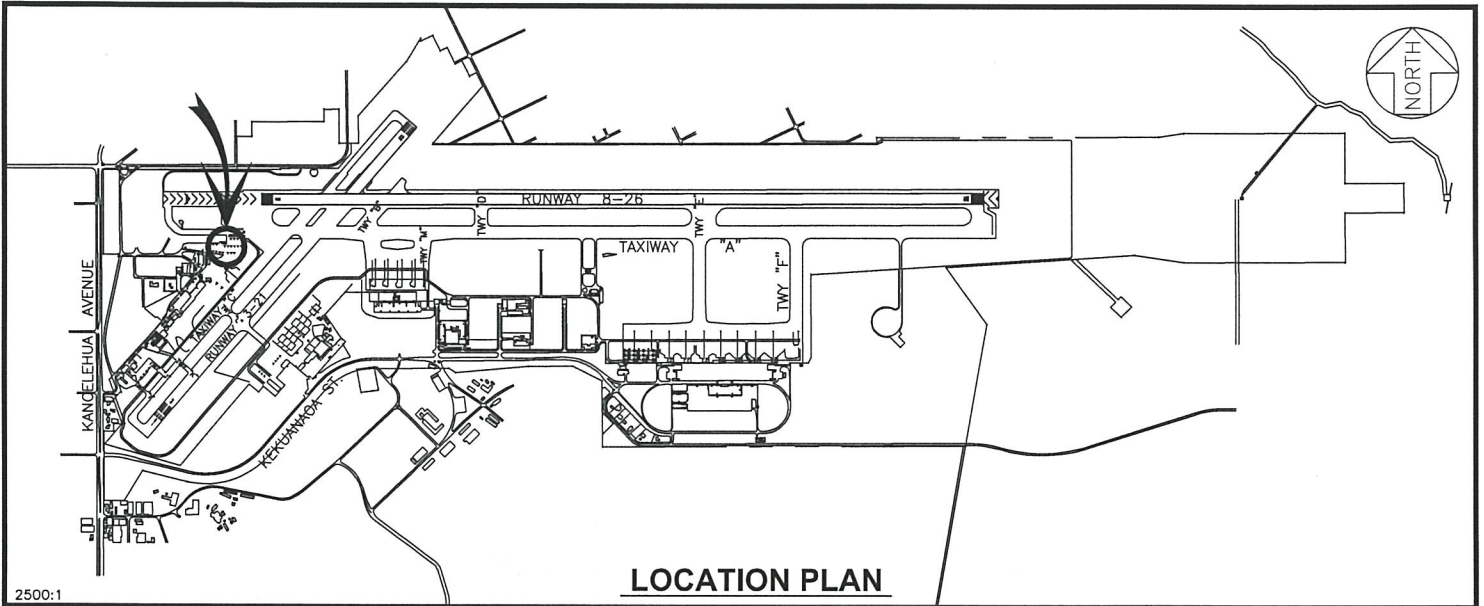 NORTH
RUNWAY 8-26
TWY "B"
TWY "M"
TWY "D"
TWY "E"
TAXIWAY "A"
TWY "F"
KANOELEHUA AVENUE
TAXIWAY "C"
RUNWAY 3-21
KEKUANAOA ST.
LOCATION PLAN
2500:1